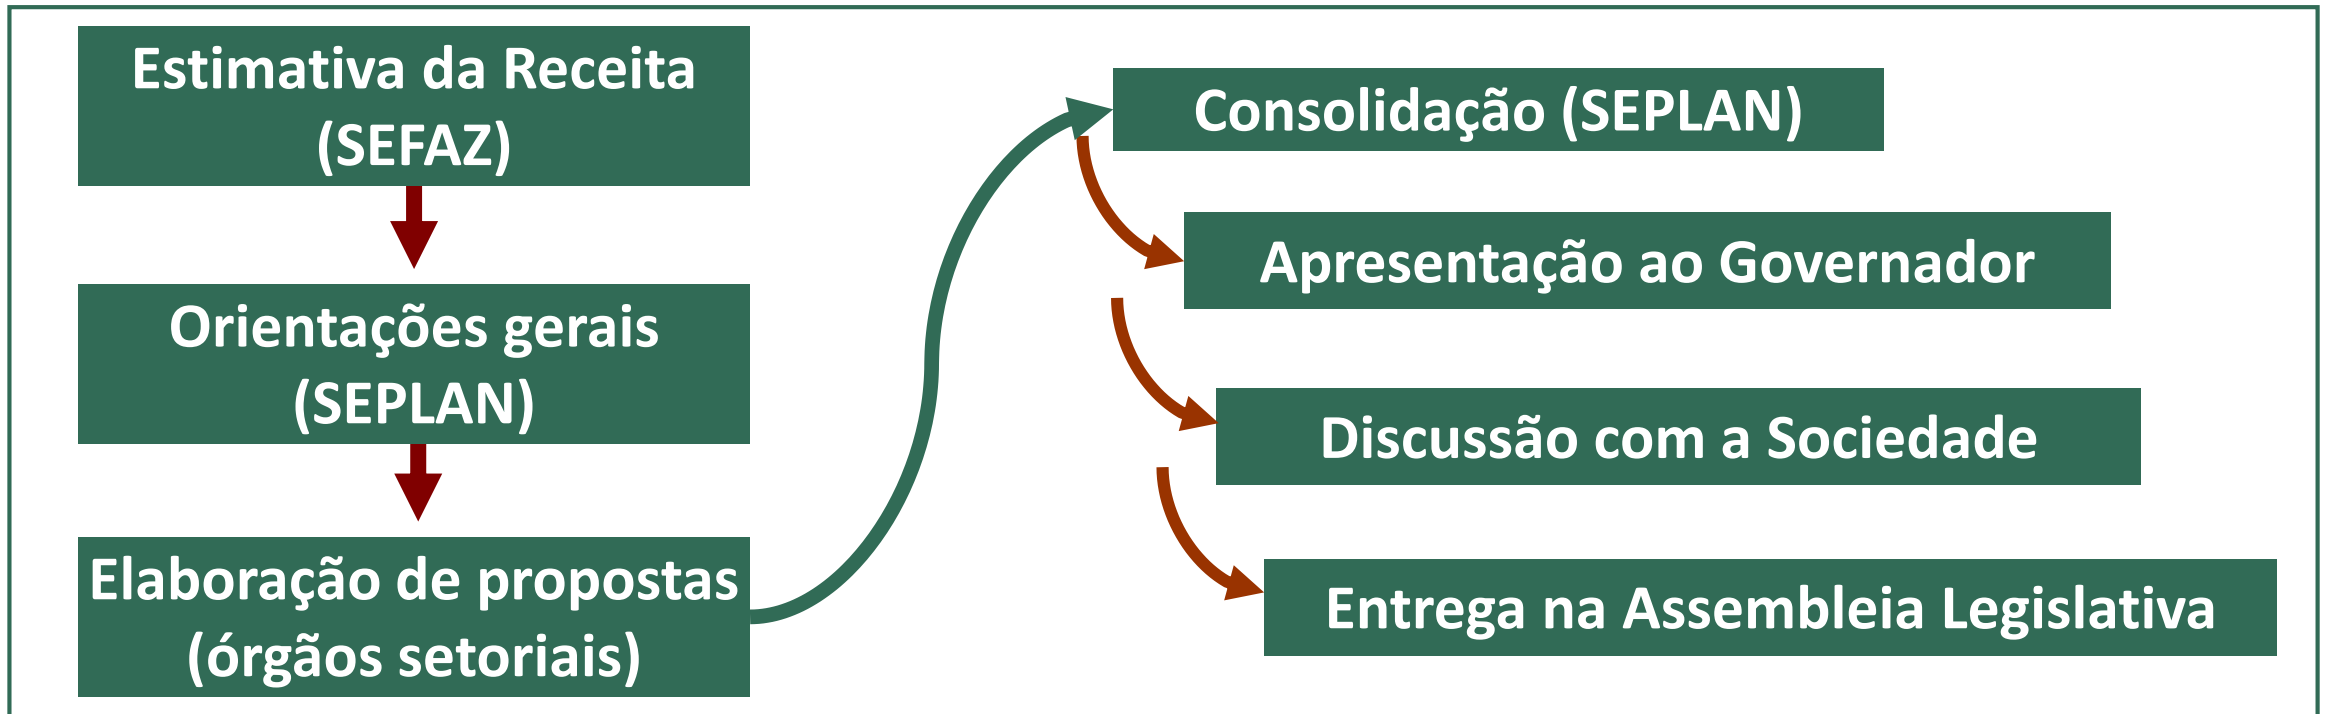 Estimativa da Receita
(SEFAZ)
Orientações gerais
(SEPLAN)
Elaboração de propostas
(órgãos setoriais)
Consolidação (SEPLAN)
Apresentação ao Governador
Discussão com a Sociedade
Entrega na Assembleia Legislativa